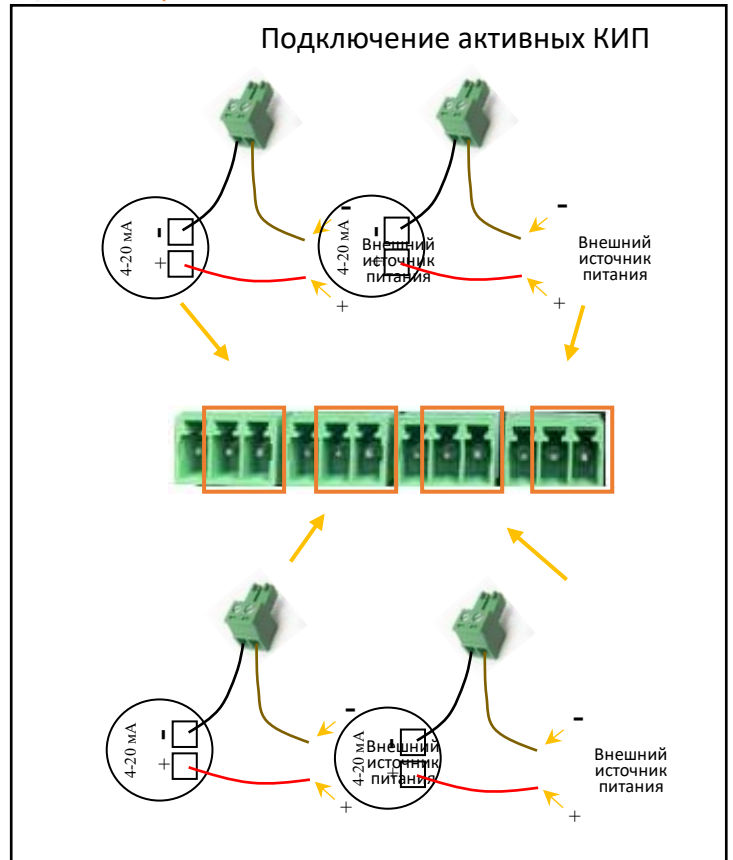 Подключение активных КИП
4-20 мА
-
+
-
Внешний
источник
питания
+
4-20 мА
-
+
-
Внешний
источник
питания
+
4-20 мА
-
+
-
Внешний
источник
питания
+
4-20 мА
-
+
-
Внешний
источник
питания
+